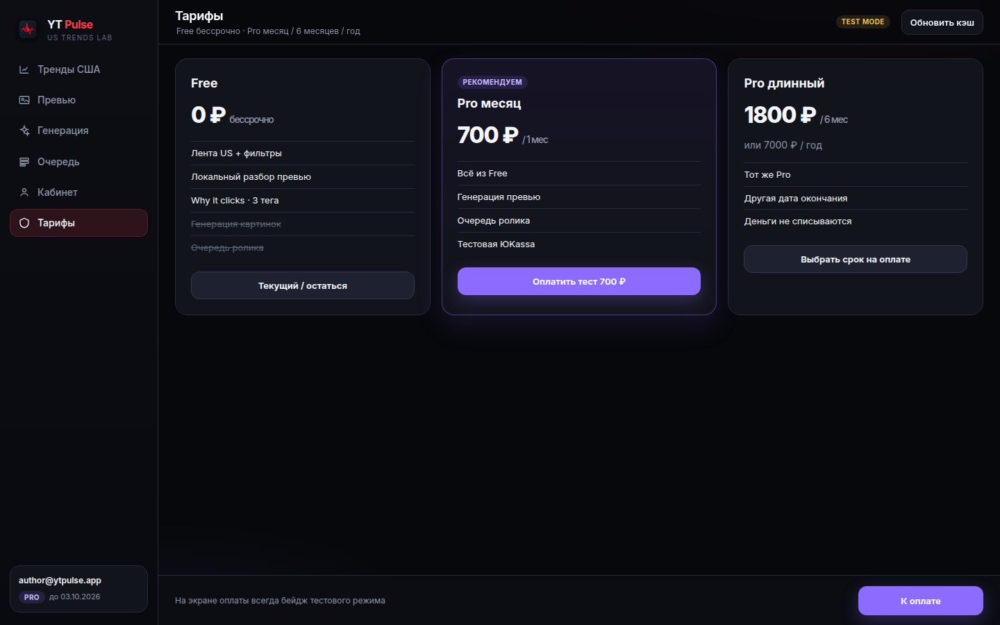 YT Pulse
US TRENDS LAB
Тренды США
Превью
Генерация
Очередь
Кабинет
Тарифы
author@ytpulse.app
PRO до 03.10.2026
Тарифы
Free бессрочно · Pro месяц / 6 месяцев / год
TEST MODE
Обновить кэш
Free
0 ₽ бессрочно
Лента US + фильтры
Локальный разбор превью
Why it clicks · 3 тега
Генерация картинок
Очередь ролика
Текущий / остаться
РЕКОМЕНДУЕМ
Pro месяц
700 ₽ / 1 мес
Всё из Free
Генерация превью
Очередь ролика
Тестовая ЮKassa
Оплатить тест 700 ₽
Pro длинный
1800 ₽ / 6 мес
или 7000 ₽ / год
Тот же Pro
Другая дата окончания
Деньги не списываются
Выбрать срок на оплате
На экране оплаты всегда бейдж тестового режима
К оплате